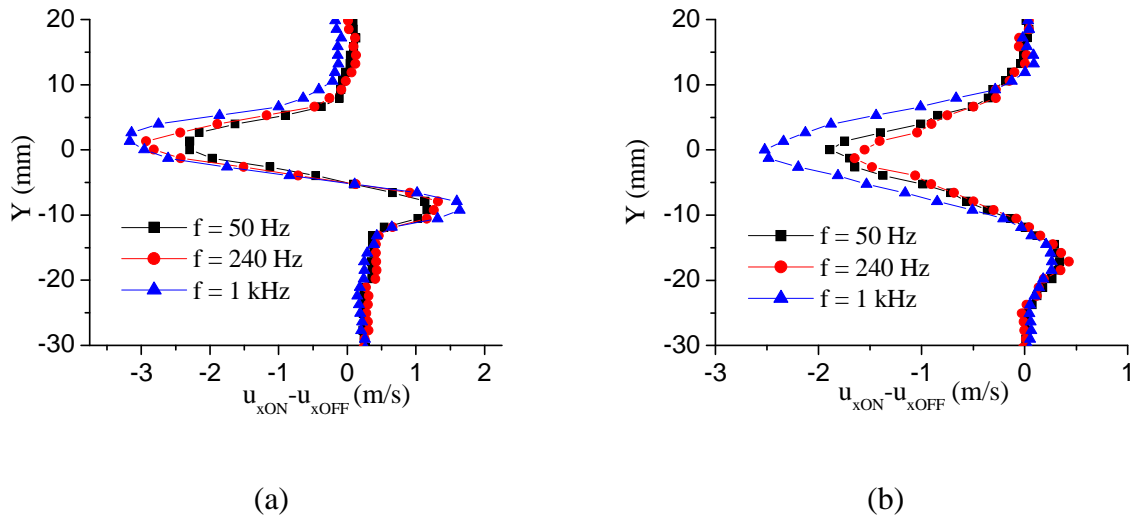 20
10
0
-10
-20
-30
Y (mm)
f = 50 Hz
f = 240 Hz
f = 1 kHz
-3 -2 -1 0 1 2
uxON-uxOFF (m/s)
(a)
20
10
0
-10
-20
-30
Y (mm)
f = 50 Hz
f = 240 Hz
f = 1 kHz
-3 -2 -1 0 1
uxON-uxOFF (m/s)
(b)